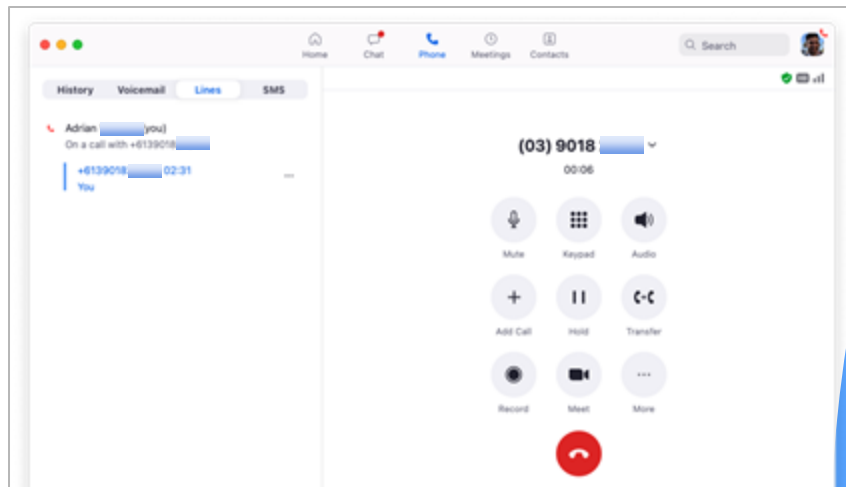 Home Chat Phone Meetings Contacts
Search
History Voicemail Lines SMS
Adrian you)
On a call with +6139018
+6139018 02:31
You
(03) 9018
00:06
Mute Keypad Audio
Add Call Hold Transfer
Record Meet More